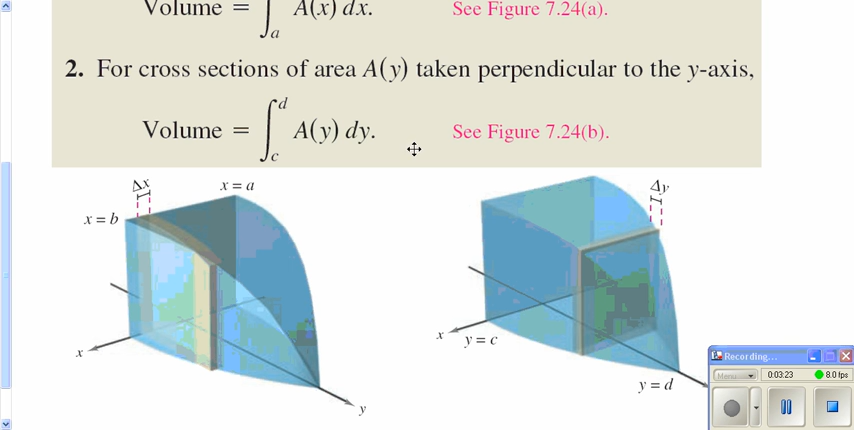 Volume = ∫ₐ A(x) dx. See Figure 7.24(a).
2. For cross sections of area A(y) taken perpendicular to the y-axis,
Volume = ∫_c^d A(y) dy. See Figure 7.24(b).
Δx
x = a
x = b
x
y
Δy
x
y = c
y = d
Recording...
Menu
0:03:23
8.0 fps